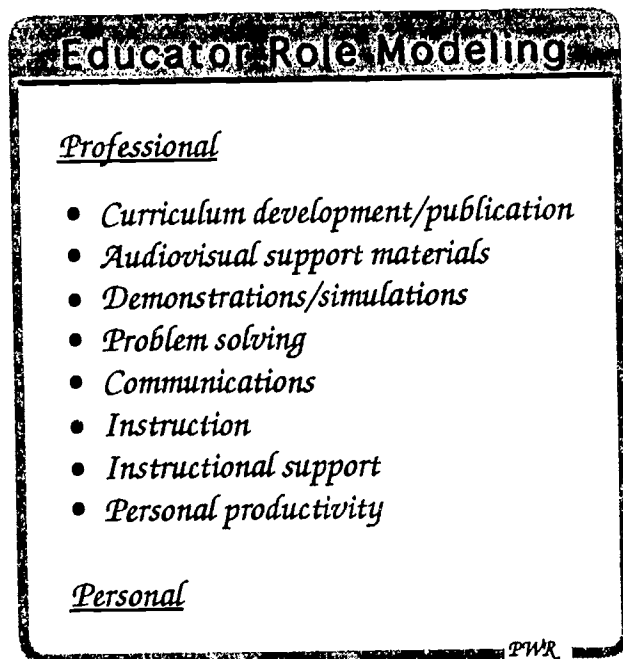 Educator Role Modeling
Professional
• Curriculum development/publication
• Audiovisual support materials
• Demonstrations/simulations
• Problem solving
• Communications
• Instruction
• Instructional support
• Personal productivity
Personal
PWR